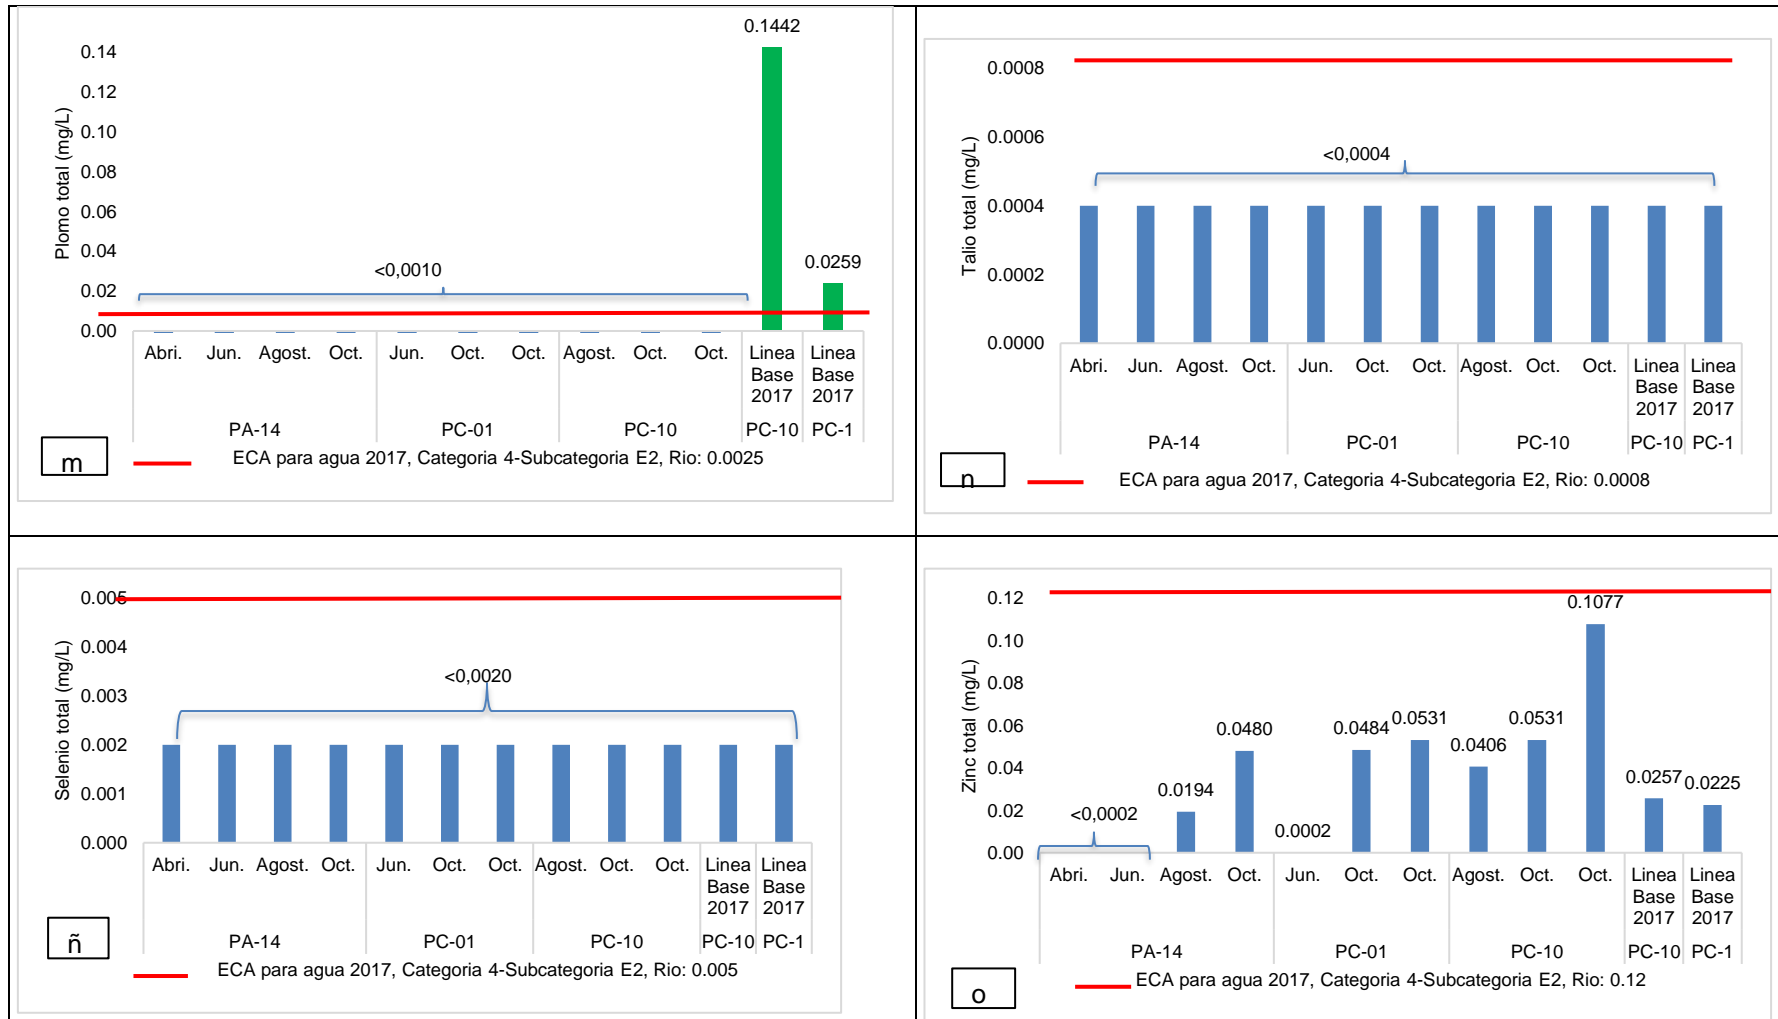 0.1442
0.14
0.12
0.10
0.08
0.06
0.04
0.02
0.00
Plomo total (mg/L)
<0,0010
0.0259
Abri. Jun. Agost. Oct. Jun. Oct. Oct. Agost. Oct. Oct. Linea Linea
Base Base
2017 2017
PA-14 PC-01 PC-10 PC-10 PC-1
m
ECA para agua 2017, Categoria 4-Subcategoria E2, Rio: 0.0025
0.0008
0.0006
0.0004
0.0002
0.0000
Talio total (mg/L)
<0,0004
Abri. Jun. Agost. Oct. Jun. Oct. Oct. Agost. Oct. Oct. Linea Linea
Base Base
2017 2017
PA-14 PC-01 PC-10 PC-10 PC-1
n
ECA para agua 2017, Categoria 4-Subcategoria E2, Rio: 0.0008
0.005
0.004
0.003
0.002
0.001
0.000
Selenio total (mg/L)
<0,0020
Abri. Jun. Agost. Oct. Jun. Oct. Oct. Agost. Oct. Oct. Linea Linea
Base Base
2017 2017
PA-14 PC-01 PC-10 PC-10 PC-1
ñ
ECA para agua 2017, Categoria 4-Subcategoria E2, Rio: 0.005
0.12
0.10
0.08
0.06
0.04
0.02
0.00
Zinc total (mg/L)
<0,0002
0.0194
0.0480
0.0002
0.0484
0.0531
0.0406
0.0531
0.1077
0.0257
0.0225
Abri. Jun. Agost. Oct. Jun. Oct. Oct. Agost. Oct. Oct. Linea Linea
Base Base
2017 2017
PA-14 PC-01 PC-10 PC-10 PC-1
o
ECA para agua 2017, Categoria 4-Subcategoria E2, Rio: 0.12